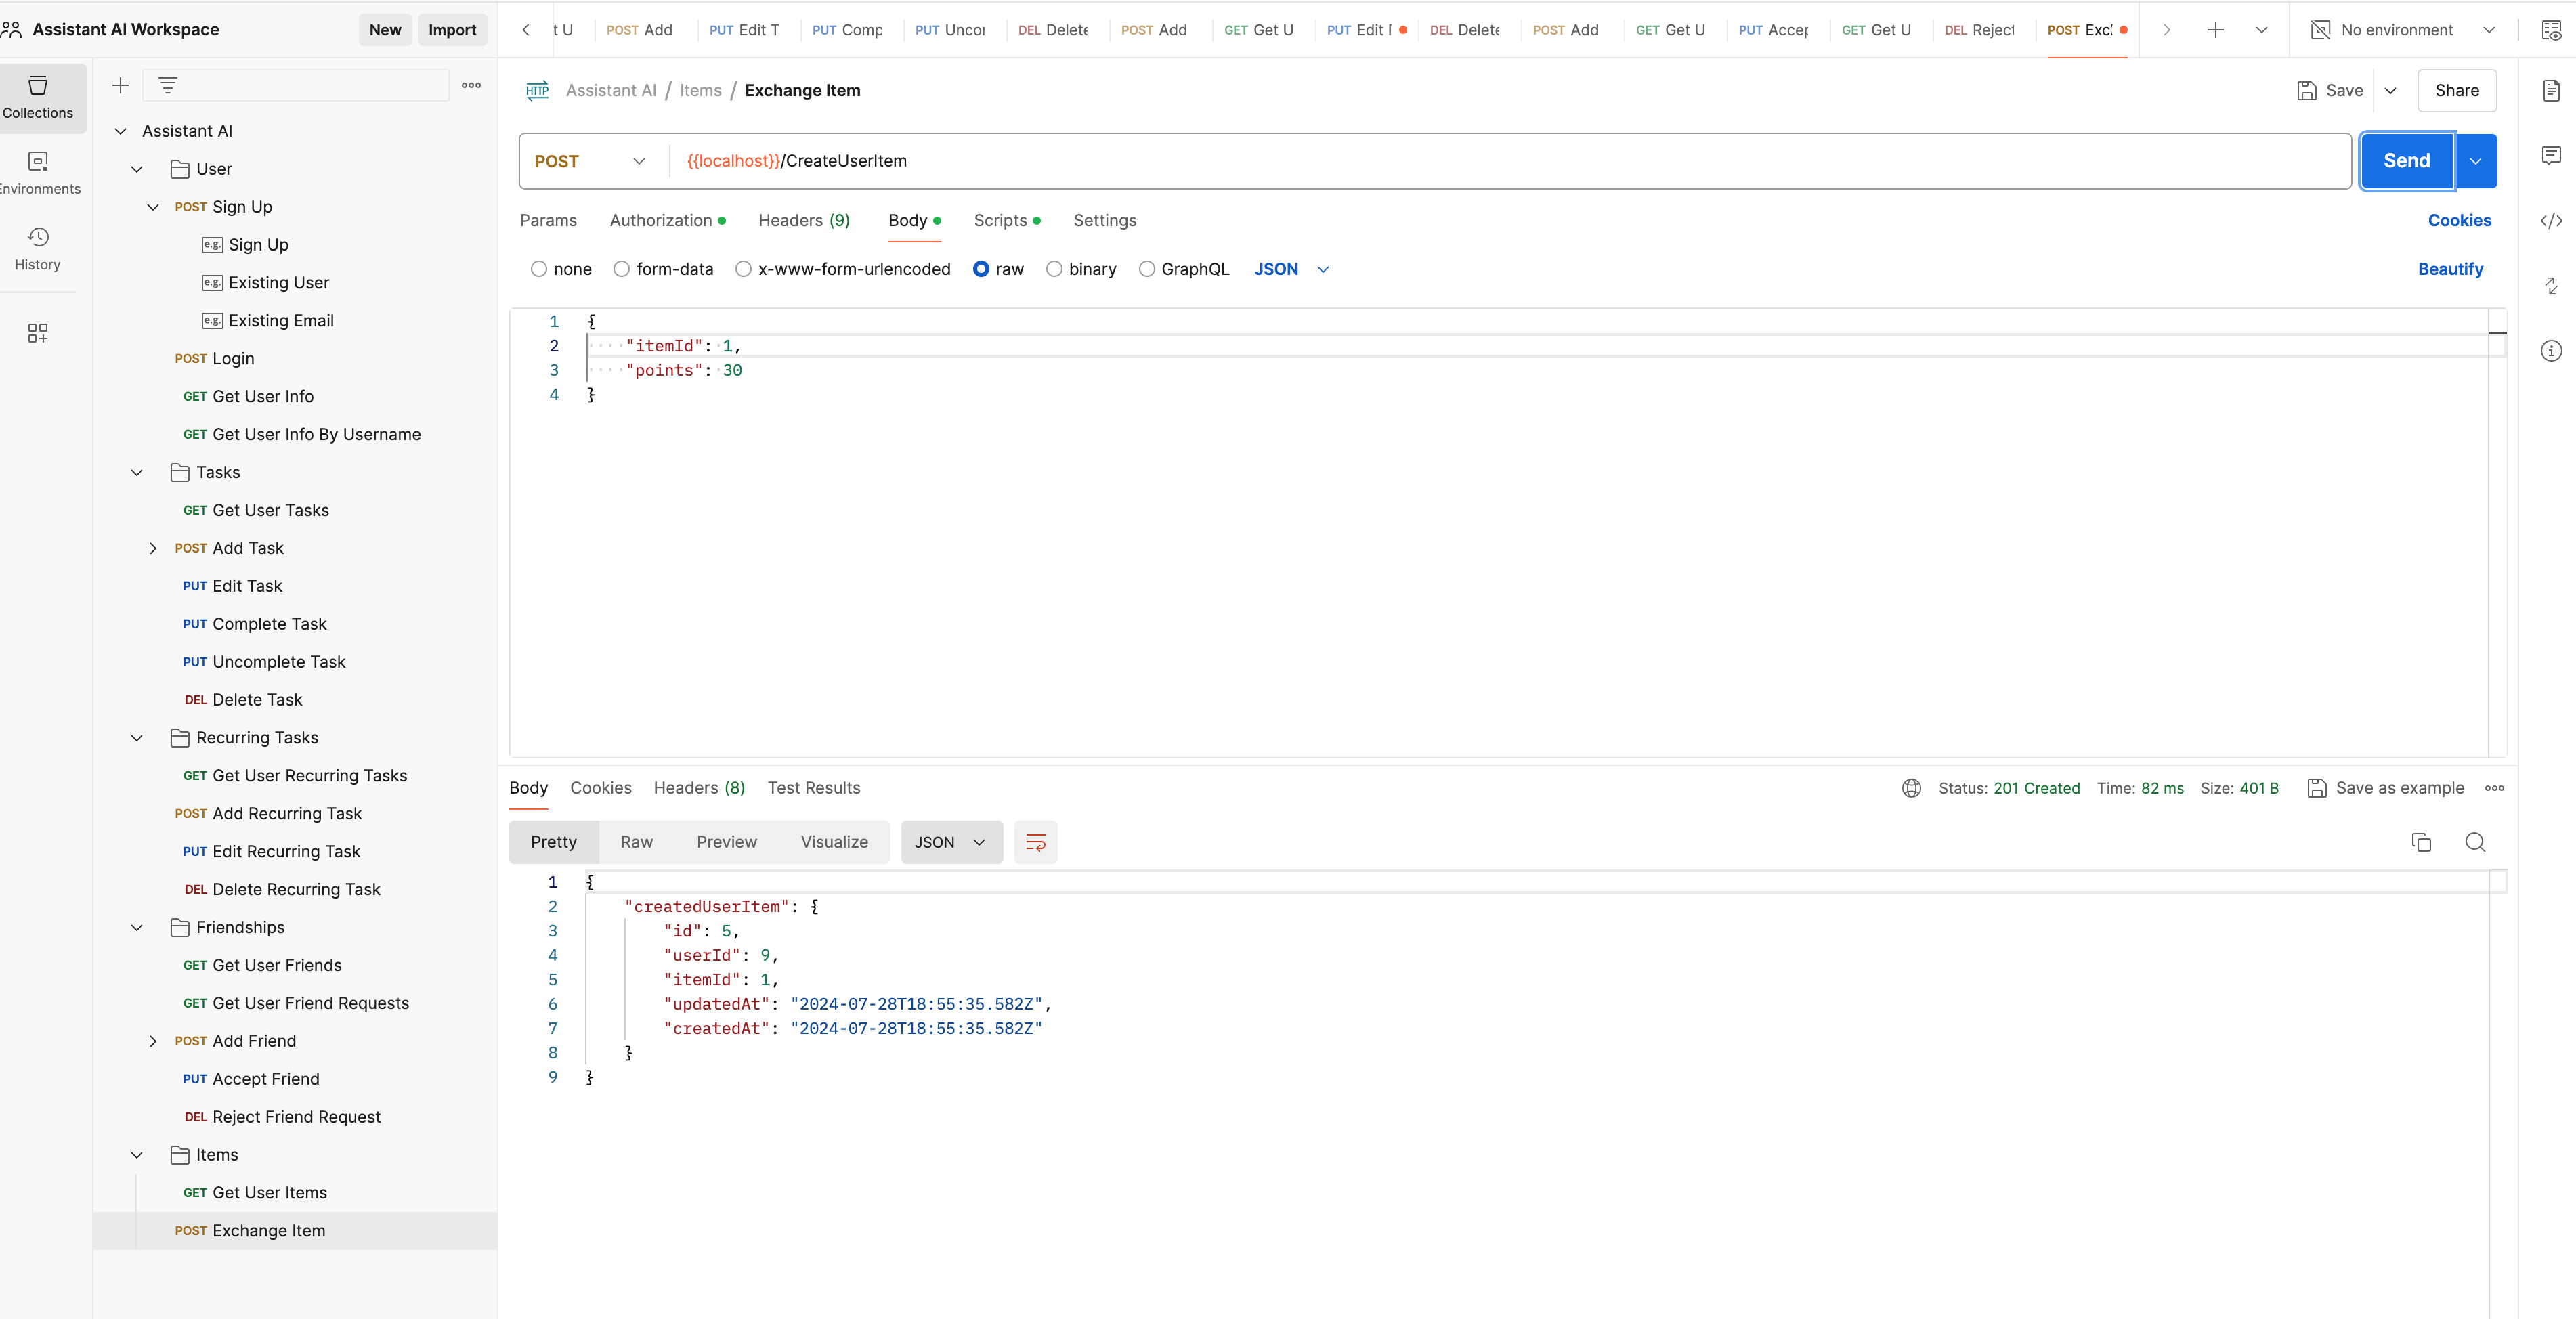 Assistant AI Workspace
New
Import
t U
POST Add
PUT Edit T
PUT Comp
PUT Uncor
DEL Delete
POST Add
GET Get U
PUT Edit
DEL Delete
POST Add
GET Get U
PUT Accep
GET Get U
DEL Reject
POST Exc
No environment
Collections
Environments
History
Assistant AI
User
POST Sign Up
e.g. Sign Up
e.g. Existing User
e.g. Existing Email
POST Login
GET Get User Info
GET Get User Info By Username
Tasks
GET Get User Tasks
POST Add Task
PUT Edit Task
PUT Complete Task
PUT Uncomplete Task
DEL Delete Task
Recurring Tasks
GET Get User Recurring Tasks
POST Add Recurring Task
PUT Edit Recurring Task
DEL Delete Recurring Task
Friendships
GET Get User Friends
GET Get User Friend Requests
POST Add Friend
PUT Accept Friend
DEL Reject Friend Request
Items
GET Get User Items
POST Exchange Item
HTTP Assistant AI / Items / Exchange Item
Save
Share
POST {{localhost}}/CreateUserItem
Send
Params Authorization Headers (9) Body Scripts Settings
Cookies
none form-data x-www-form-urlencoded raw binary GraphQL JSON
Beautify
1 {
2 "itemId": 1,
3 "points": 30
4 }
Body Cookies Headers (8) Test Results
Status: 201 Created Time: 82 ms Size: 401 B
Save as example
Pretty Raw Preview Visualize JSON
1 {
2 "createdUserItem": {
3 "id": 5,
4 "userId": 9,
5 "itemId": 1,
6 "updatedAt": "2024-07-28T18:55:35.582Z",
7 "createdAt": "2024-07-28T18:55:35.582Z"
8 }
9 }